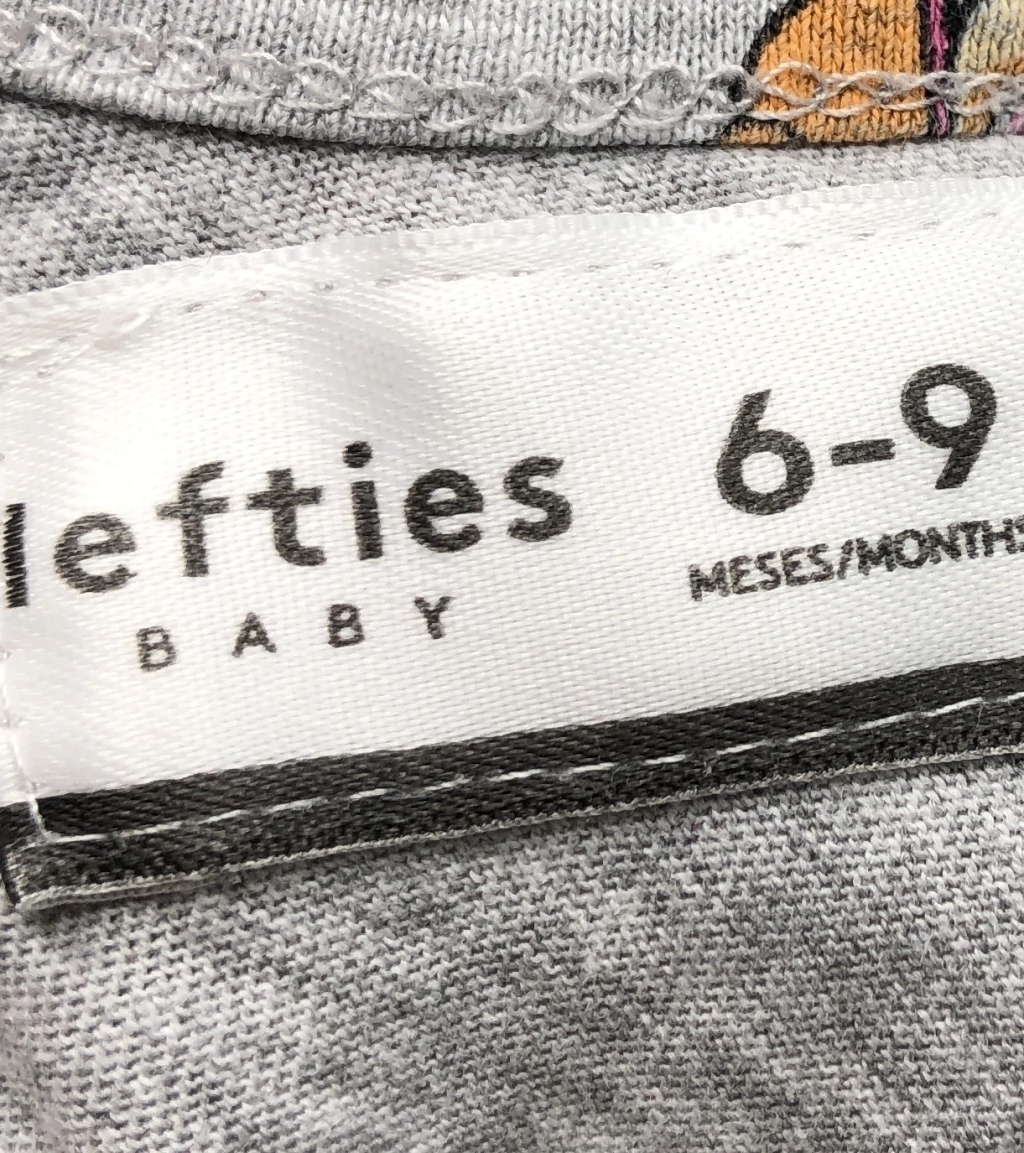 lefties
BABY
6-9
MESES/MONTHS